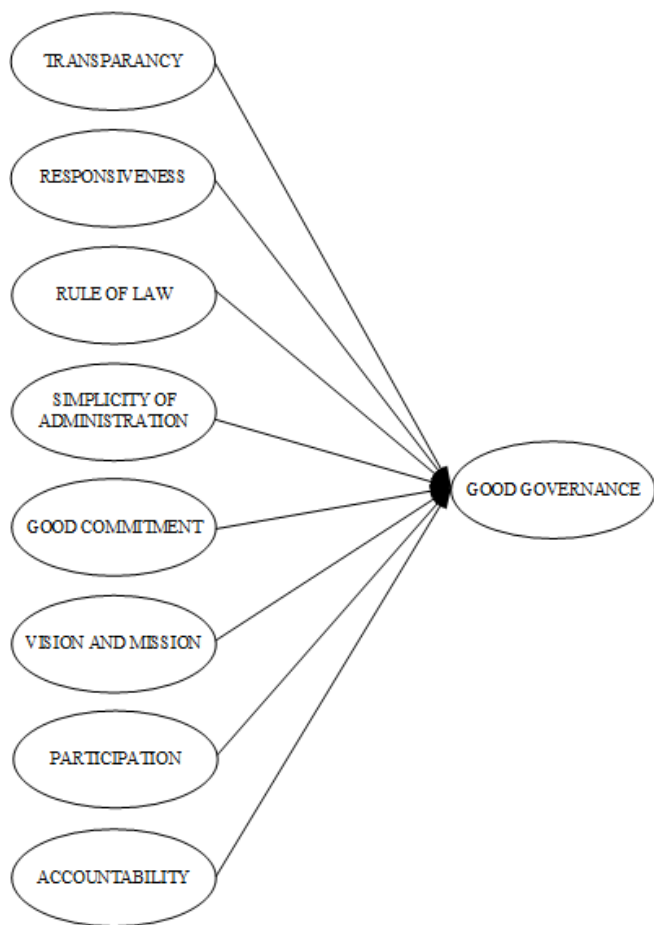 TRANSPARANCY
RESPONSIVENESS
RULE OF LAW
SIMPLICITY OF
ADMINISTRATION
GOOD GOVERNANCE
GOOD COMMITMENT
VISION AND MISSION
PARTICIPATION
ACCOUNTABILITY